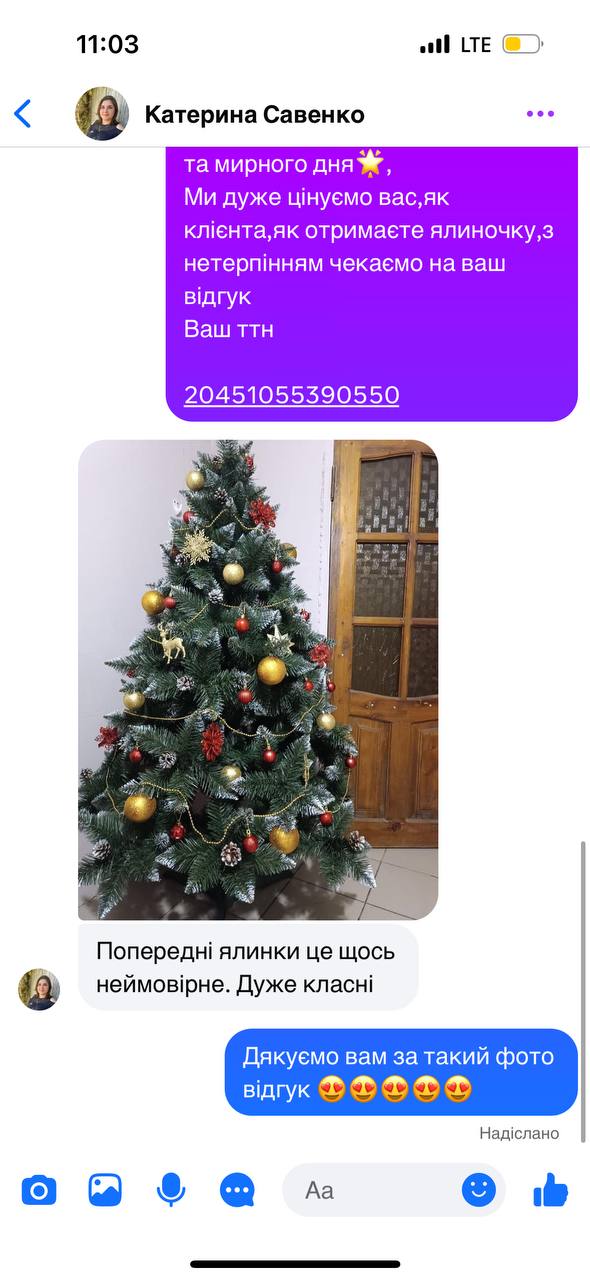 11:03
LTE
Катерина Савенко
та мирного дня🌟,
Ми дуже цінуємо вас,як
клієнта,як отримаєте ялиночку,з
нетерпінням чекаємо на ваш
відгук
Ваш ттн
20451055390550
Попередні ялинки це щось
неймовірне. Дуже класні
Дякуємо вам за такий фото
відгук 😍😍😍😍😍
Надіслано
Aa